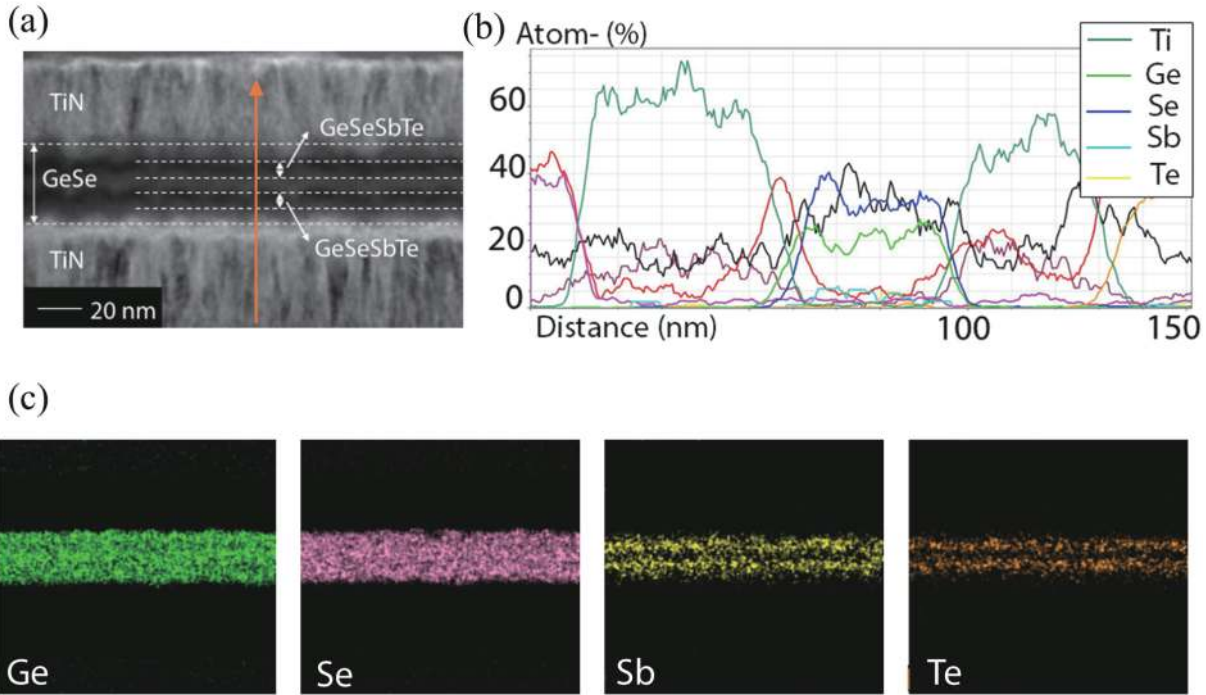 (a)
TiN
GeSeSbTe
GeSe
GeSeSbTe
TiN
20 nm
(b)
Atom- (%)
60
40
20
0
Distance (nm)
100
150
Ti
Ge
Se
Sb
Te
(c)
Ge
Se
Sb
Te